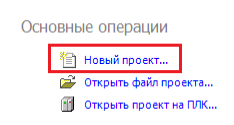 Основные операции
Новый проект...
Открыть файл проекта...
Открыть проект на ПЛК...